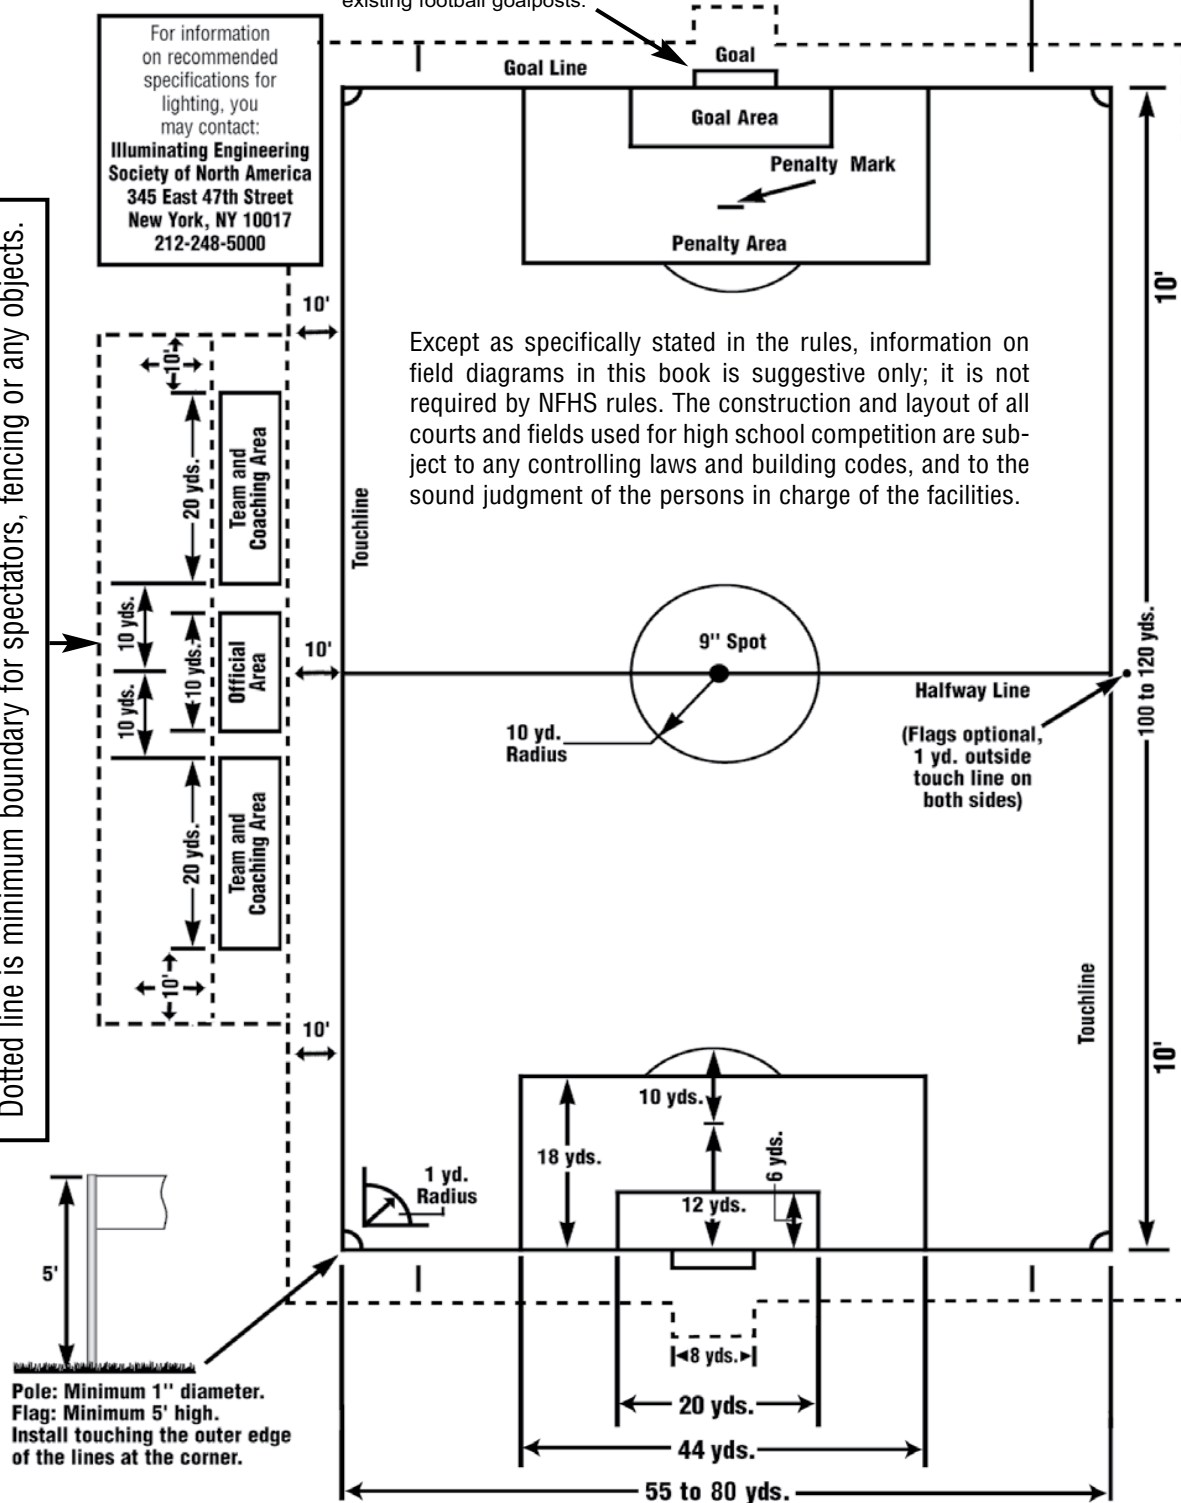 existing football goalposts.
For information
on recommended
specifications for
lighting, you
may contact:
Illuminating Engineering
Society of North America
345 East 47th Street
New York, NY 10017
212-248-5000
Goal
Goal Line
Goal Area
Penalty Mark
Penalty Area
Dotted line is minimum boundary for spectators, fencing or any objects.
10'
10'
10'
Except as specifically stated in the rules, information on
field diagrams in this book is suggestive only; it is not
required by NFHS rules. The construction and layout of all
courts and fields used for high school competition are sub-
ject to any controlling laws and building codes, and to the
sound judgment of the persons in charge of the facilities.
20 yds.
Team and
Coaching Area
Touchline
10 yds.
10 yds.
10 yds.
Official
Area
10'
9" Spot
10 yd.
Radius
Halfway Line
(Flags optional,
1 yd. outside
touch line on
both sides)
100 to 120 yds.
20 yds.
Team and
Coaching Area
10'
10'
Touchline
10'
10 yds.
18 yds.
6 yds.
12 yds.
1 yd.
Radius
5'
Pole: Minimum 1" diameter.
Flag: Minimum 5' high.
Install touching the outer edge
of the lines at the corner.
8 yds.
20 yds.
44 yds.
55 to 80 yds.